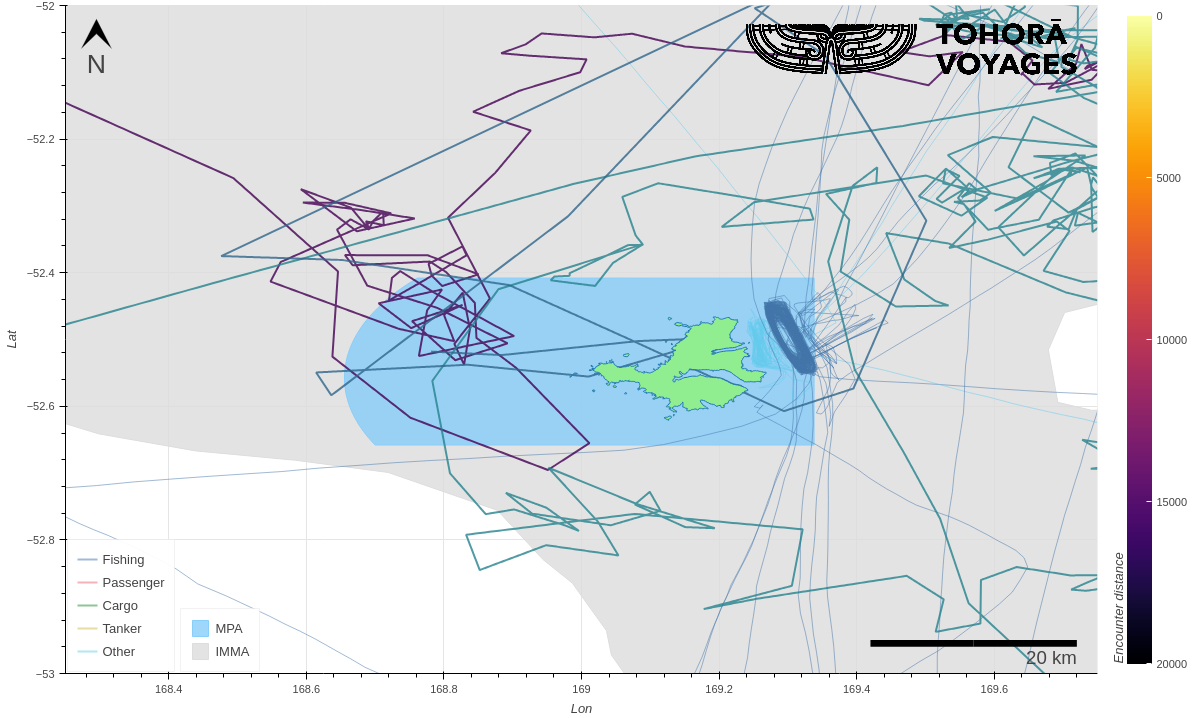 −52
−52.2
−52.4
−52.6
−52.8
−53
Lat
N
TOHORĀ
VOYAGES
Fishing
Passenger
Cargo
Tanker
Other
MPA
IMMA
20 km
168.4
168.6
168.8
169
169.2
169.4
169.6
Lon
0
5000
10000
15000
20000
Encounter distance